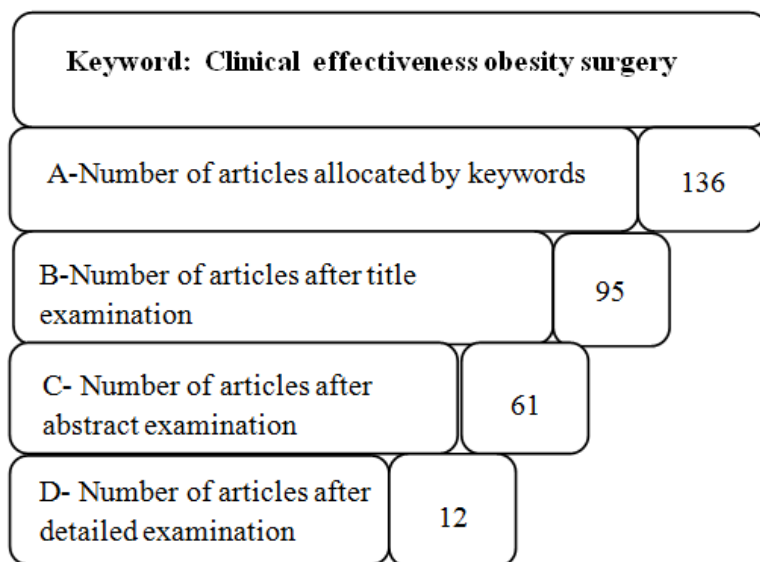 Keyword: Clinical effectiveness obesity surgery
A-Number of articles allocated by keywords
136
B-Number of articles after title
examination
95
C- Number of articles after
abstract examination
61
D- Number of articles after
detailed examination
12